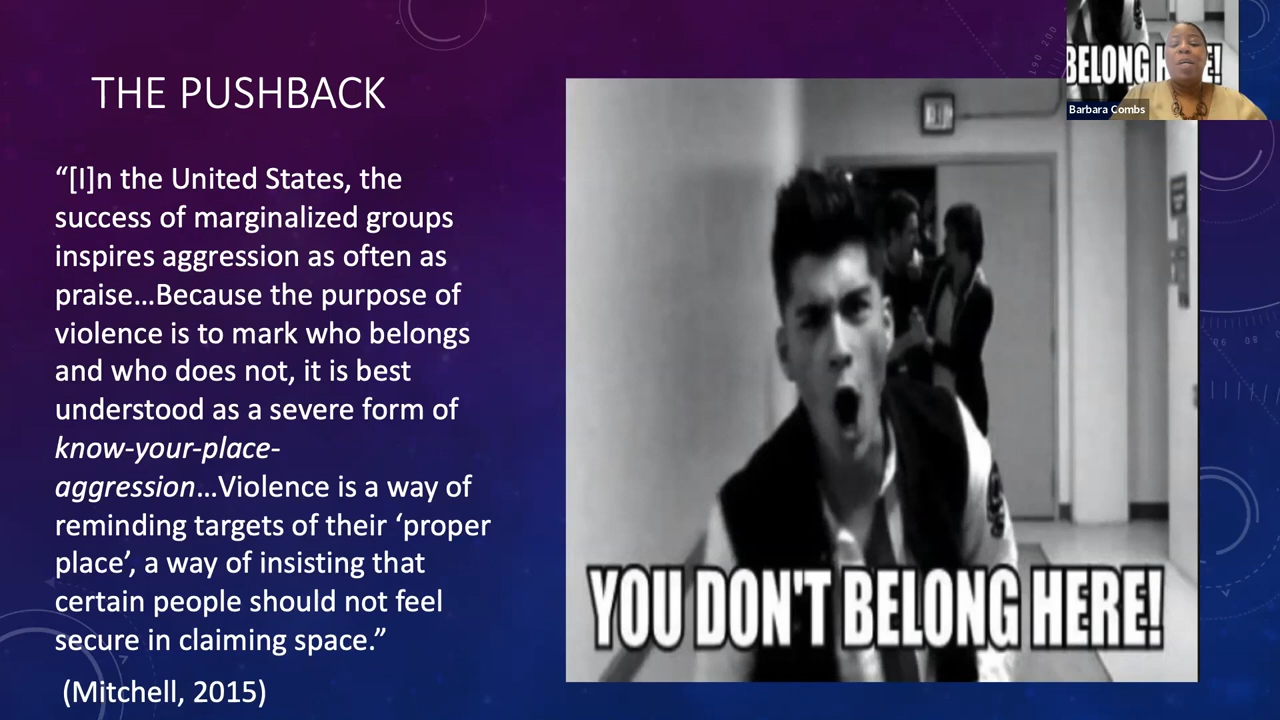 THE PUSHBACK
“[I]n the United States, the
success of marginalized groups
inspires aggression as often as
praise…Because the purpose of
violence is to mark who belongs
and who does not, it is best
understood as a severe form of
know-your-place-
aggression…Violence is a way of
reminding targets of their ‘proper
place’, a way of insisting that
certain people should not feel
secure in claiming space.”
(Mitchell, 2015)
YOU DON'T BELONG HERE!
190 200
BELONG H E!
Barbara Combs